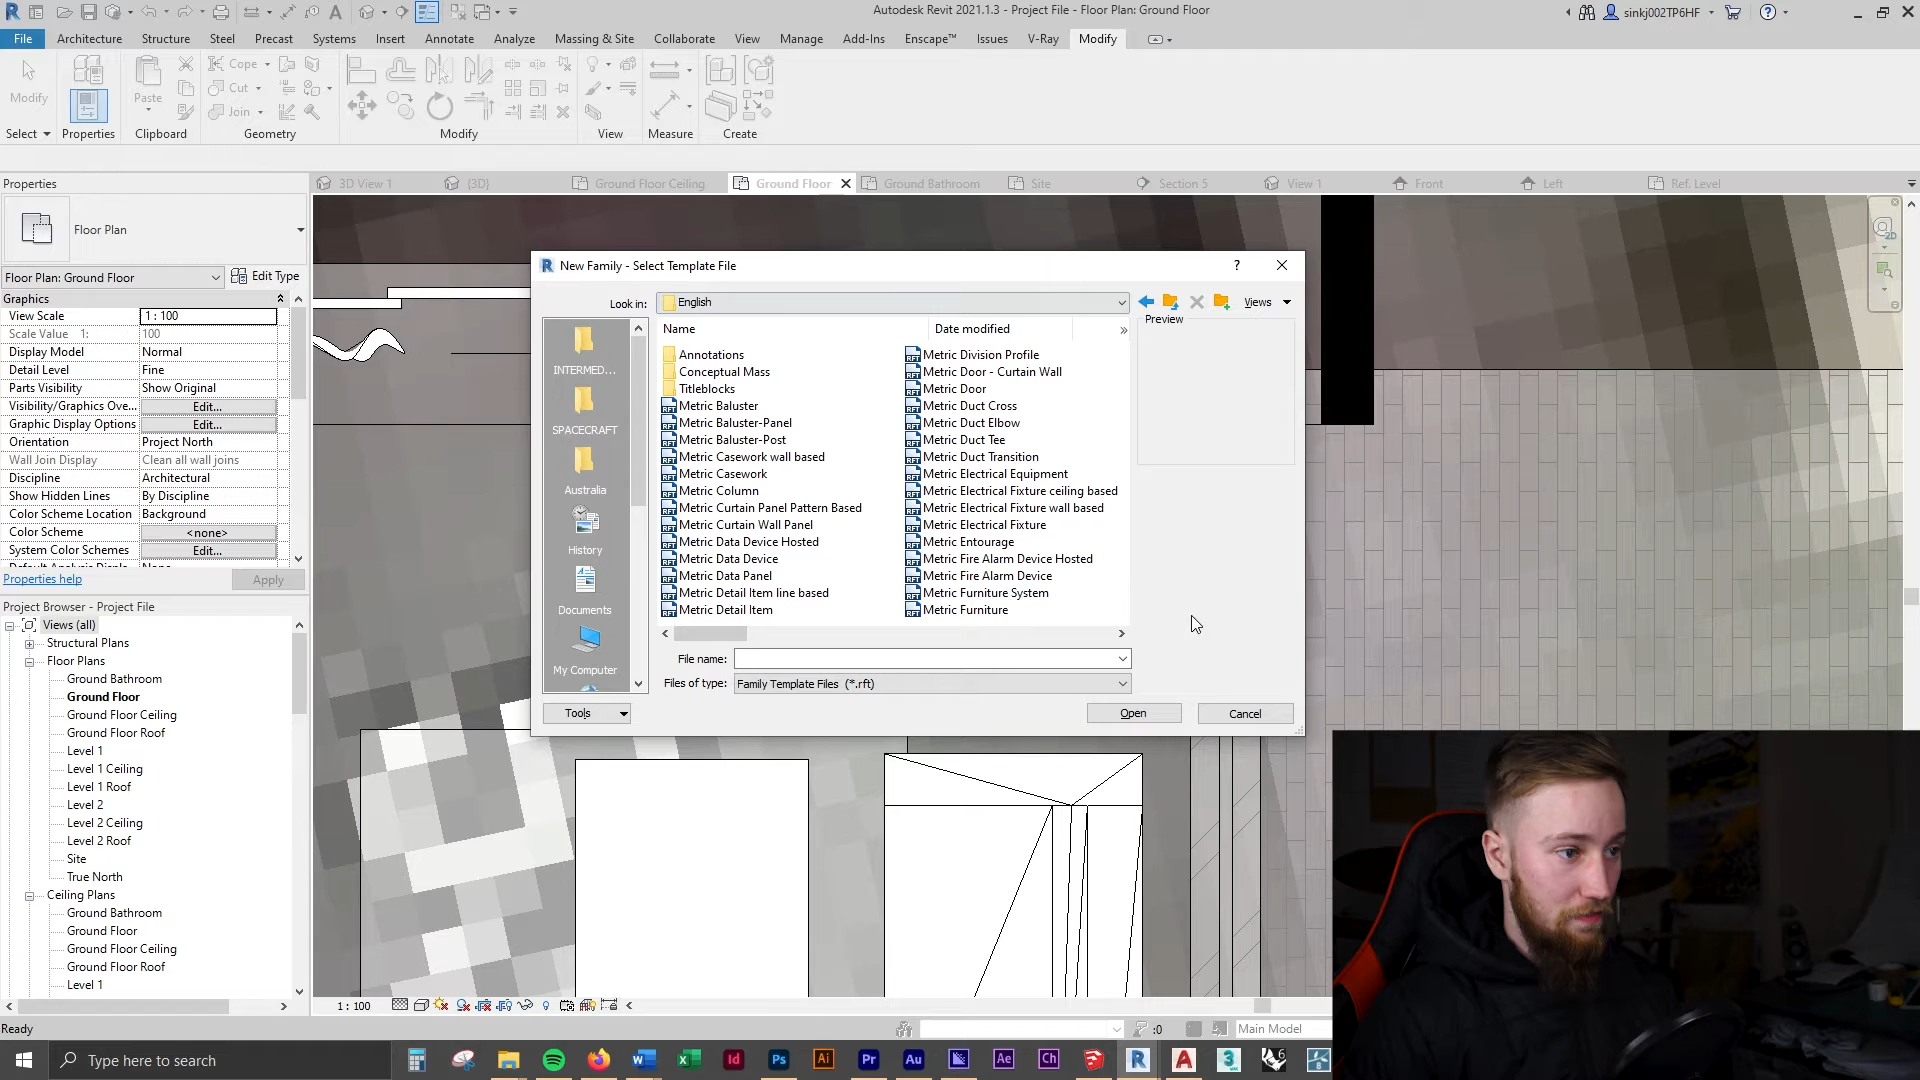 Autodesk Revit 2021.1.3 - Project File - Floor Plan: Ground Floor
sinkj002TP6HF
File Architecture Structure Steel Precast Systems Insert Annotate Analyze Massing & Site Collaborate View Manage Add-Ins Enscape™ Issues V-Ray Modify
Modify Paste Cope
Cut
Join
Select Properties Clipboard Geometry Modify View Measure Create
Properties
3D View 1 {3D} Ground Floor Ceiling Ground Floor Ground Bathroom Site Section 5 View 1 Front Left Ref. Level
Floor Plan
Floor Plan: Ground Floor Edit Type
Graphics
View Scale 1 : 100
Scale Value 1: 100
Display Model Normal
Detail Level Fine
Parts Visibility Show Original
Visibility/Graphics Ove... Edit...
Graphic Display Options Edit...
Orientation Project North
Wall Join Display Clean all wall joins
Discipline Architectural
Show Hidden Lines By Discipline
Color Scheme Location Background
Color Scheme <none>
System Color Schemes Edit...
Properties help Apply
Project Browser - Project File
Views (all)
Structural Plans
Floor Plans
Ground Bathroom
Ground Floor
Ground Floor Ceiling
Ground Floor Roof
Level 1
Level 1 Ceiling
Level 1 Roof
Level 2
Level 2 Ceiling
Level 2 Roof
Site
True North
Ceiling Plans
Ground Bathroom
Ground Floor
Ground Floor Ceiling
Ground Floor Roof
Level 1
New Family - Select Template File
Look in: English Views
Name Date modified Preview
INTERMED...
SPACECRAFT
Australia
History
Documents
My Computer
Annotations
Conceptual Mass
Titleblocks
Metric Baluster
Metric Baluster-Panel
Metric Baluster-Post
Metric Casework wall based
Metric Casework
Metric Column
Metric Curtain Panel Pattern Based
Metric Curtain Wall Panel
Metric Data Device Hosted
Metric Data Device
Metric Data Panel
Metric Detail Item line based
Metric Detail Item
Metric Division Profile
Metric Door - Curtain Wall
Metric Door
Metric Duct Cross
Metric Duct Elbow
Metric Duct Tee
Metric Duct Transition
Metric Electrical Equipment
Metric Electrical Fixture ceiling based
Metric Electrical Fixture wall based
Metric Electrical Fixture
Metric Entourage
Metric Fire Alarm Device Hosted
Metric Fire Alarm Device
Metric Furniture System
Metric Furniture
File name:
Files of type: Family Template Files (*.rft)
Tools Open Cancel
1 : 100
Ready :0 Main Model
Type here to search